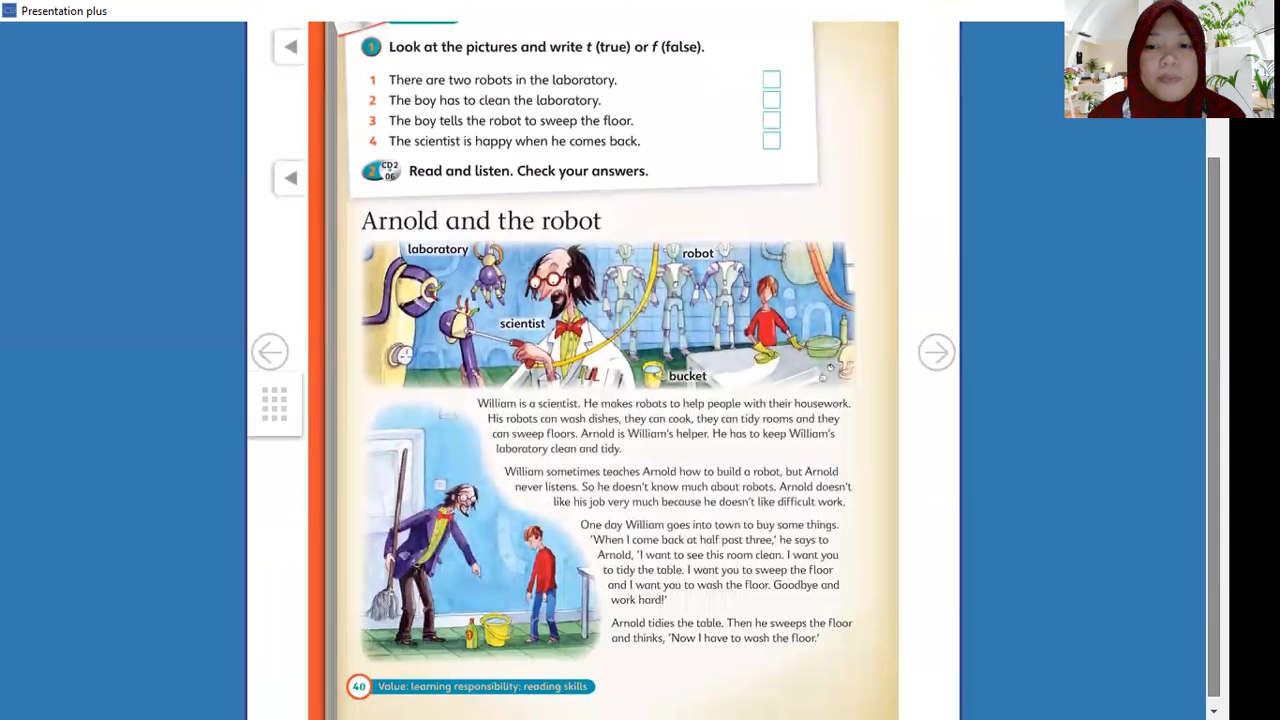 Presentation plus
1 Look at the pictures and write t (true) or f (false).
1 There are two robots in the laboratory.
2 The boy has to clean the laboratory.
3 The boy tells the robot to sweep the floor.
4 The scientist is happy when he comes back.
2 CD2 06 Read and listen. Check your answers.
Arnold and the robot
laboratory
robot
scientist
bucket
William is a scientist. He makes robots to help people with their housework.
His robots can wash dishes, they can cook, they can tidy rooms and they
can sweep floors. Arnold is William's helper. He has to keep William's
laboratory clean and tidy.
William sometimes teaches Arnold how to build a robot, but Arnold
never listens. So he doesn't know much about robots. Arnold doesn't
like his job very much because he doesn't like difficult work.
One day William goes into town to buy some things.
'When I come back at half past three,' he says to
Arnold, 'I want to see this room clean. I want you
to tidy the table. I want you to sweep the floor
and I want you to wash the floor. Goodbye and
work hard!'
Arnold tidies the table. Then he sweeps the floor
and thinks, 'Now I have to wash the floor.'
40 Value: learning responsibility; reading skills